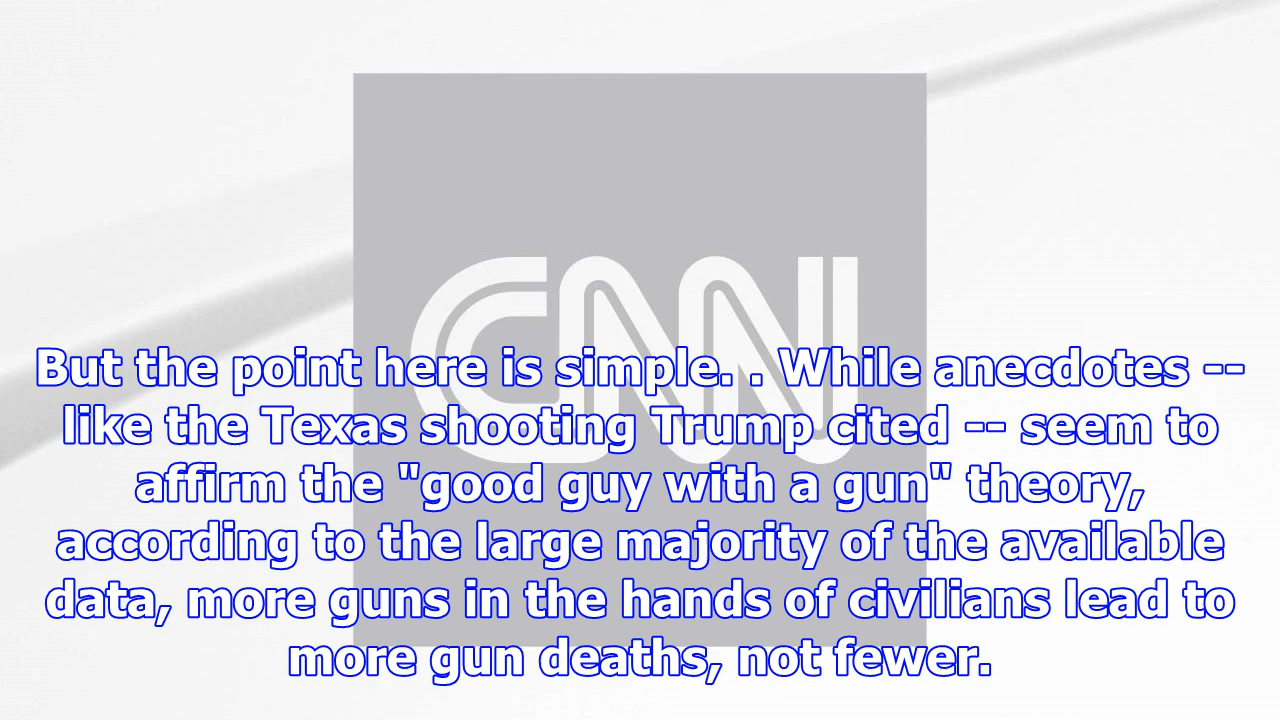 CNN
But the point here is simple. . While anecdotes --
like the Texas shooting Trump cited -- seem to
affirm the "good guy with a gun" theory,
according to the large majority of the available
data, more guns in the hands of civilians lead to
more gun deaths, not fewer.